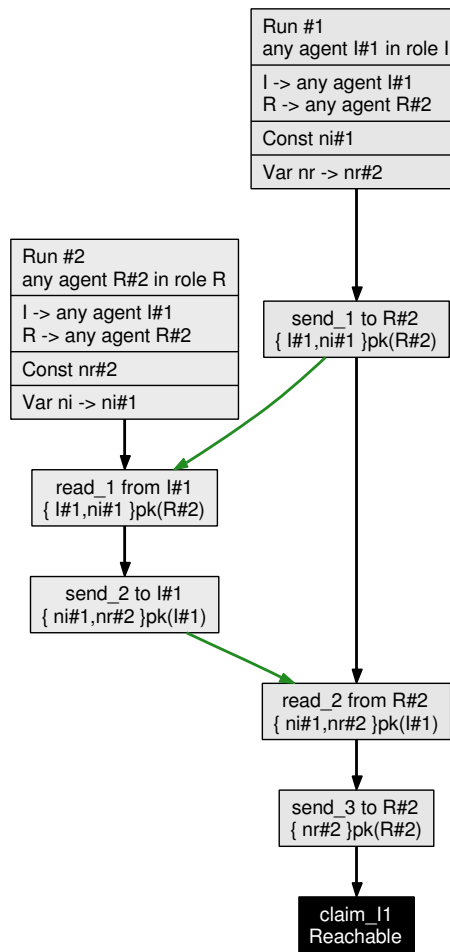 Run #1
any agent I#1 in role I
I -> any agent I#1
R -> any agent R#2
Const ni#1
Var nr -> nr#2
Run #2
any agent R#2 in role R
I -> any agent I#1
R -> any agent R#2
Const nr#2
Var ni -> ni#1
send_1 to R#2
{ I#1,ni#1 }pk(R#2)
read_1 from I#1
{ I#1,ni#1 }pk(R#2)
send_2 to I#1
{ ni#1,nr#2 }pk(I#1)
read_2 from R#2
{ ni#1,nr#2 }pk(I#1)
send_3 to R#2
{ nr#2 }pk(R#2)
claim_I1
Reachable